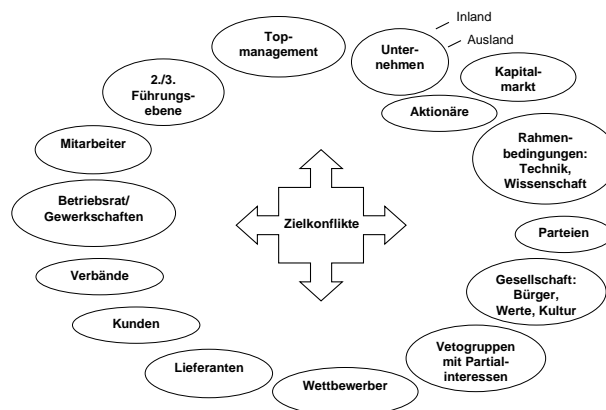 Top-
management
Unter-
nehmen
Inland
Ausland
Kapital-
markt
Aktionäre
Rahmen-
bedingungen:
Technik,
Wissenschaft
Parteien
Gesellschaft:
Bürger,
Werte, Kultur
Vetogruppen
mit Partial-
interessen
Wettbewerber
Lieferanten
Kunden
Verbände
Betriebsrat/
Gewerkschaften
Mitarbeiter
2./3.
Führungs-
ebene
Zielkonflikte